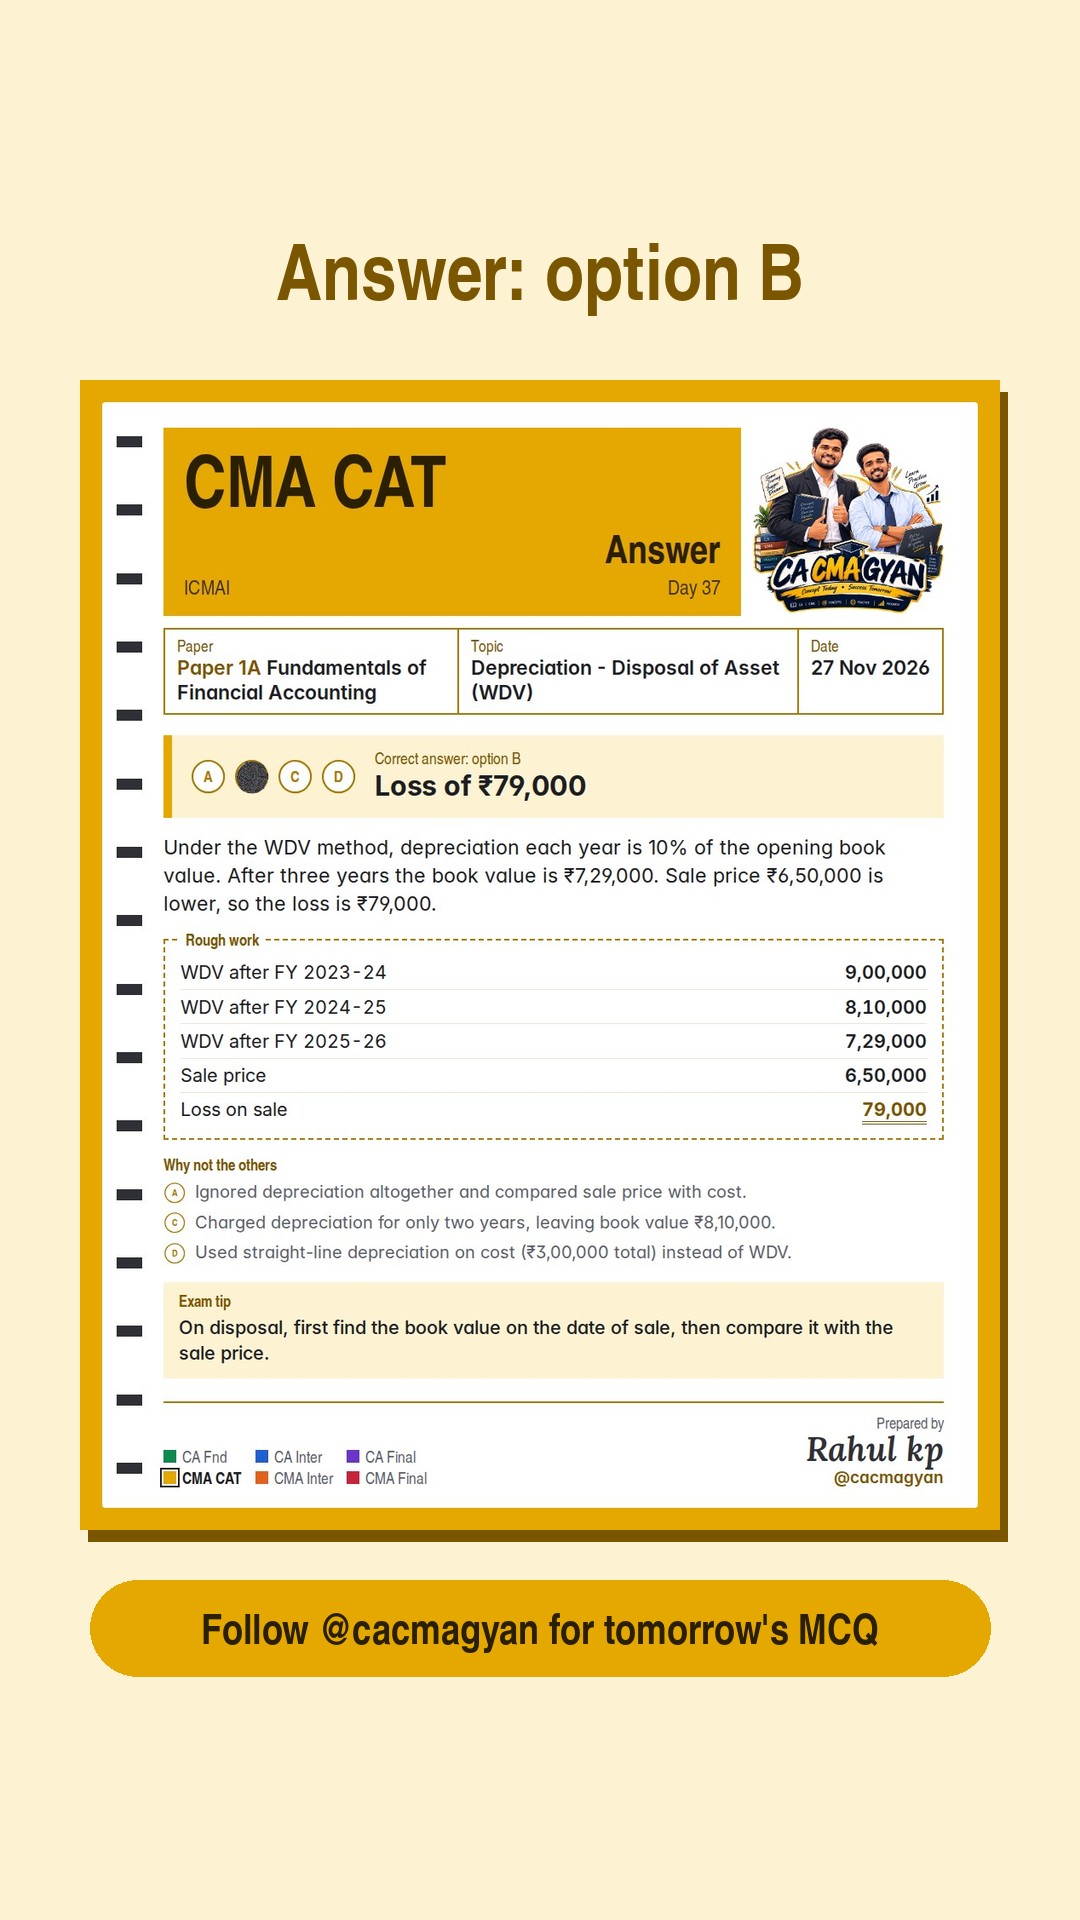 Answer: option B
CMA CAT
Answer
ICMAI
Day 37
CA CMA GYAN
Concept Today • Success Tomorrow
Paper
Paper 1A Fundamentals of
Financial Accounting
Topic
Depreciation - Disposal of Asset
(WDV)
Date
27 Nov 2026
A
C
D
Correct answer: option B
Loss of ₹79,000
Under the WDV method, depreciation each year is 10% of the opening book
value. After three years the book value is ₹7,29,000. Sale price ₹6,50,000 is
lower, so the loss is ₹79,000.
Rough work
WDV after FY 2023-24 9,00,000
WDV after FY 2024-25 8,10,000
WDV after FY 2025-26 7,29,000
Sale price 6,50,000
Loss on sale 79,000
Why not the others
A Ignored depreciation altogether and compared sale price with cost.
C Charged depreciation for only two years, leaving book value ₹8,10,000.
D Used straight-line depreciation on cost (₹3,00,000 total) instead of WDV.
Exam tip
On disposal, first find the book value on the date of sale, then compare it with the
sale price.
CA Fnd CA Inter CA Final
CMA CAT CMA Inter CMA Final
Prepared by
Rahul kp
@cacmagyan
Follow @cacmagyan for tomorrow's MCQ